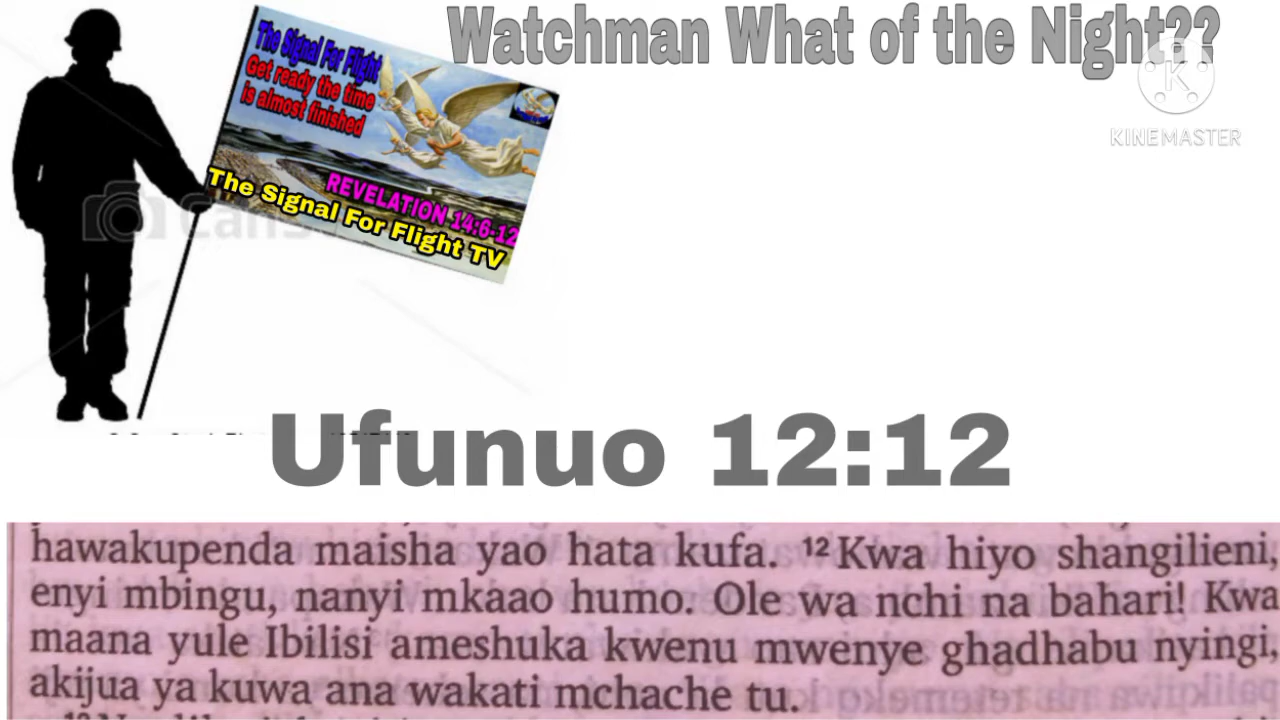 Watchman What of the Night??
K
KINEMASTER
The Signal For Flight
Get ready the time
is almost finished
REVELATION 14:6-12
The Signal For Flight TV
Ufunuo 12:12
hawakupenda maisha yao hata kufa. 12 Kwa hiyo shangilieni,
enyi mbingu, nanyi mkaao humo. Ole wa nchi na bahari! Kwa
maana yule Ibilisi ameshuka kwenu mwenye ghadhabu nyingi,
akijua ya kuwa ana wakati mchache tu.